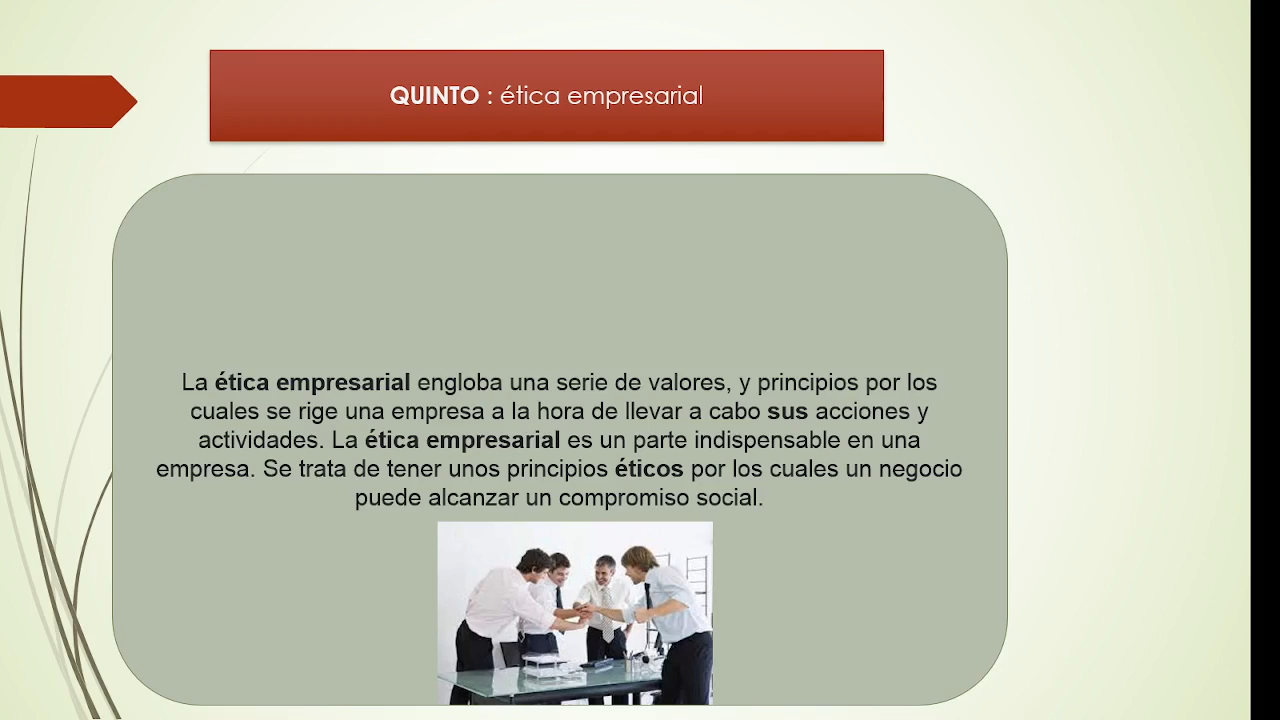 QUINTO : ética empresarial
La ética empresarial engloba una serie de valores, y principios por los
cuales se rige una empresa a la hora de llevar a cabo sus acciones y
actividades. La ética empresarial es un parte indispensable en una
empresa. Se trata de tener unos principios éticos por los cuales un negocio
puede alcanzar un compromiso social.